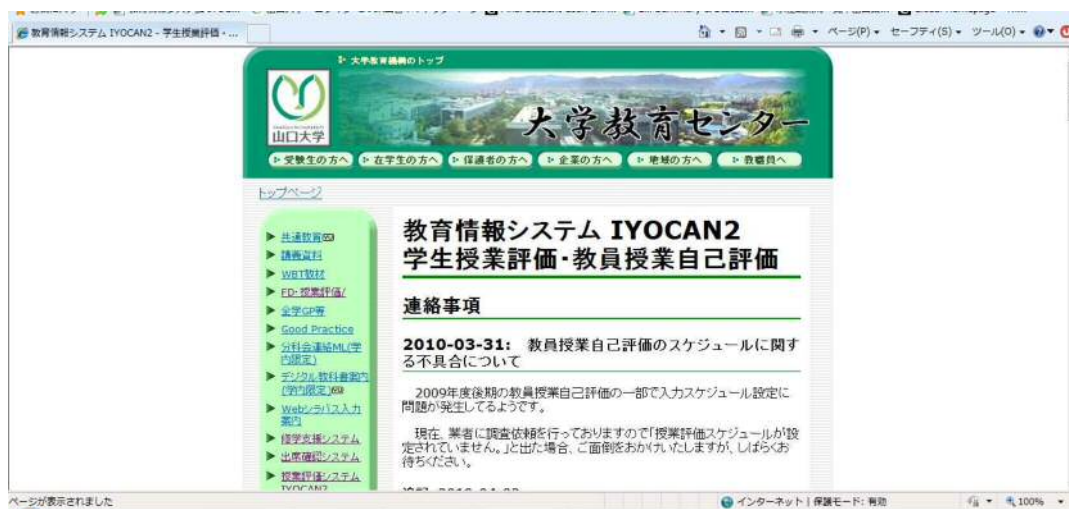 教育情報システム IYOCAN2 - 学生授業評価・...
ページ(P)
セーフティ(S)
ツール(O)
大学教育機構のトップ
山口大学
大学教育センター
受験生の方へ
在学生の方へ
保護者の方へ
企業の方へ
地域の方へ
教職員へ
トップページ
共通教育
講義資料
WBT教材
FD・授業評価/
全学GP等
Good Practice
分科会連絡ML(学
内限定)
デジタル教科書案内
(学内限定)
Webシラバス入力
案内
修学支援システム
出席確認システム
授業評価システム
IYOCAN2
教育情報システム IYOCAN2
学生授業評価・教員授業自己評価
連絡事項
2010-03-31: 教員授業自己評価のスケジュールに関す
る不具合について
2009年度後期の教員授業自己評価の一部で入力スケジュール設定に
問題が発生してるようです。
現在、業者に調査依頼を行っておりますので「授業評価スケジュールが設
定されていません。」と出た場合、ご面倒をおかけいたしますが、しばらくお
待ちください。
ページが表示されました
インターネット | 保護モード: 有効
100%